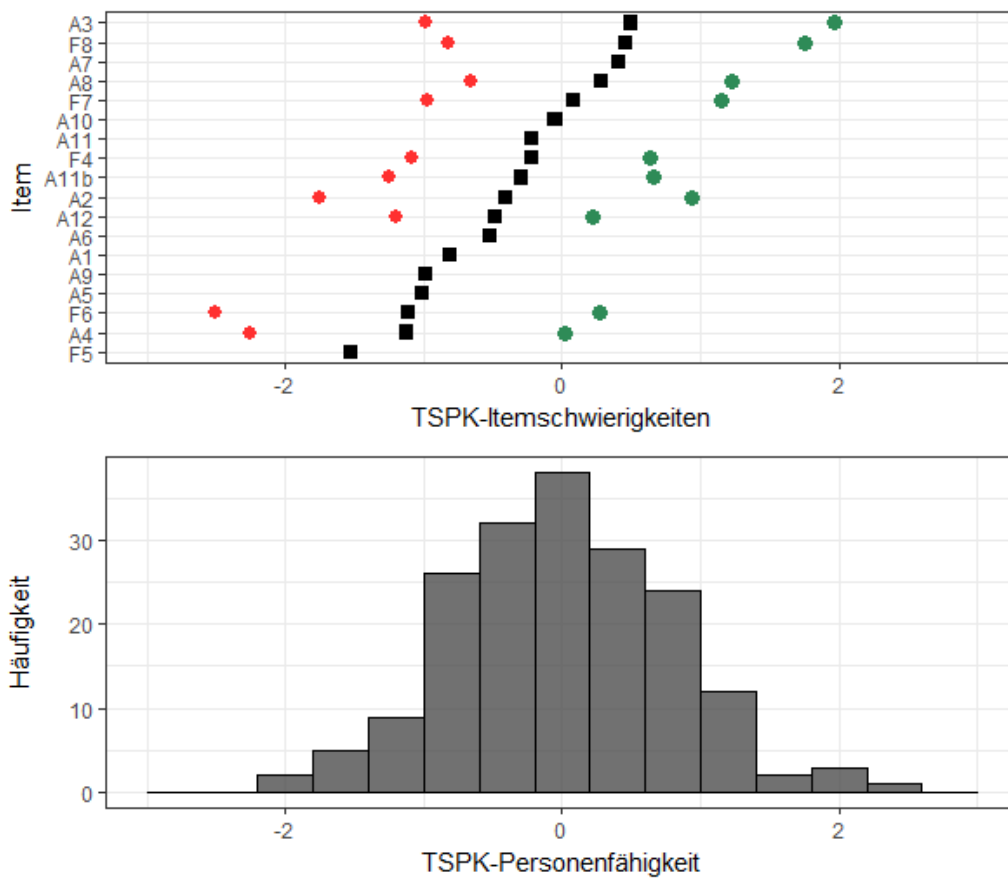 A3
F8
A7
A8
F7
A10
A11
F4
A11b
A2
A12
A6
A1
A9
A5
F6
A4
F5
Item
-2 0 2
TSPK-Itemschwierigkeiten
30
20
10
0
Häufigkeit
-2 0 2
TSPK-Personenfähigkeit